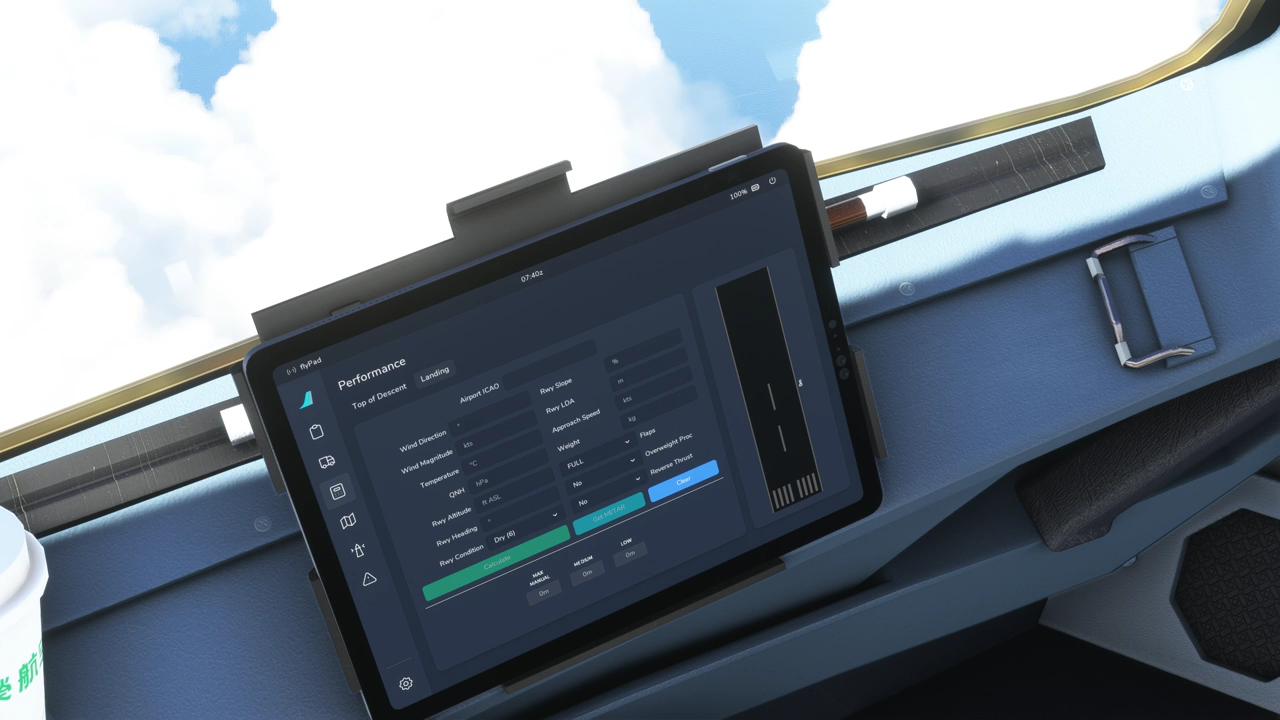 flyPad
07:40z
100%
Performance
Top of Descent
Landing
Airport ICAO
Wind Direction
°
Wind Magnitude
kts
Temperature
°C
QNH
hPa
Rwy Altitude
ft ASL
Rwy Heading
°
Rwy Condition
Dry (6)
Rwy Slope
%
Rwy LDA
m
Approach Speed
kts
Weight
kg
Flaps
FULL
Overweight Proc
No
Reverse Thrust
No
Calculate
Get METAR
Clear
MAX
MANUAL
0m
MEDIUM
0m
LOW
0m
航